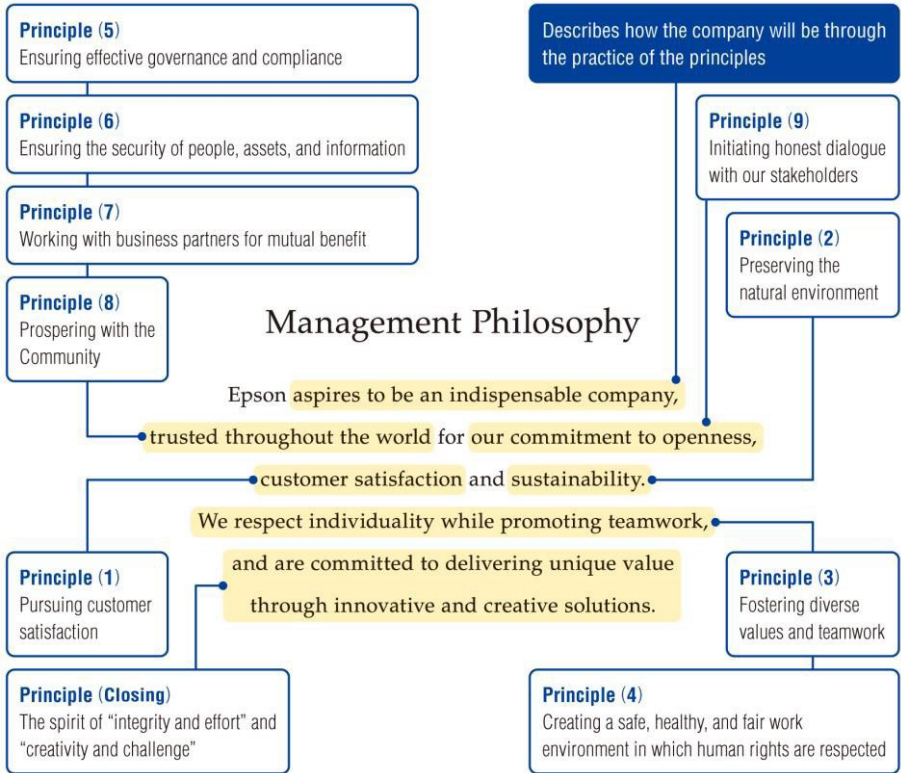 Principle (5)
Ensuring effective governance and compliance
Principle (6)
Ensuring the security of people, assets, and information
Principle (7)
Working with business partners for mutual benefit
Principle (8)
Prospering with the
Community
Describes how the company will be through
the practice of the principles
Principle (9)
Initiating honest dialogue
with our stakeholders
Principle (2)
Preserving the
natural environment
Management Philosophy
Epson aspires to be an indispensable company,
trusted throughout the world for our commitment to openness,
customer satisfaction and sustainability.
We respect individuality while promoting teamwork,
and are committed to delivering unique value
through innovative and creative solutions.
Principle (1)
Pursuing customer
satisfaction
Principle (Closing)
The spirit of “integrity and effort” and
“creativity and challenge”
Principle (3)
Fostering diverse
values and teamwork
Principle (4)
Creating a safe, healthy, and fair work
environment in which human rights are respected